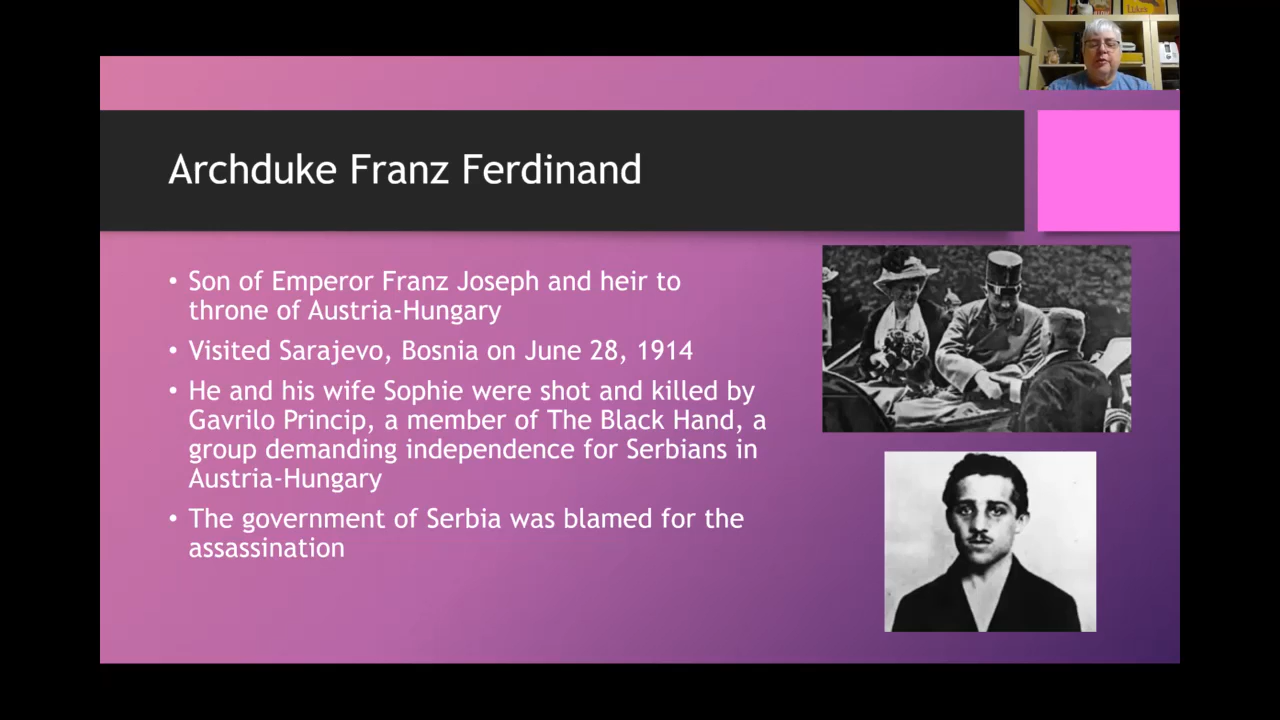 Archduke Franz Ferdinand
• Son of Emperor Franz Joseph and heir to
throne of Austria-Hungary
• Visited Sarajevo, Bosnia on June 28, 1914
• He and his wife Sophie were shot and killed by
Gavrilo Princip, a member of The Black Hand, a
group demanding independence for Serbians in
Austria-Hungary
• The government of Serbia was blamed for the
assassination